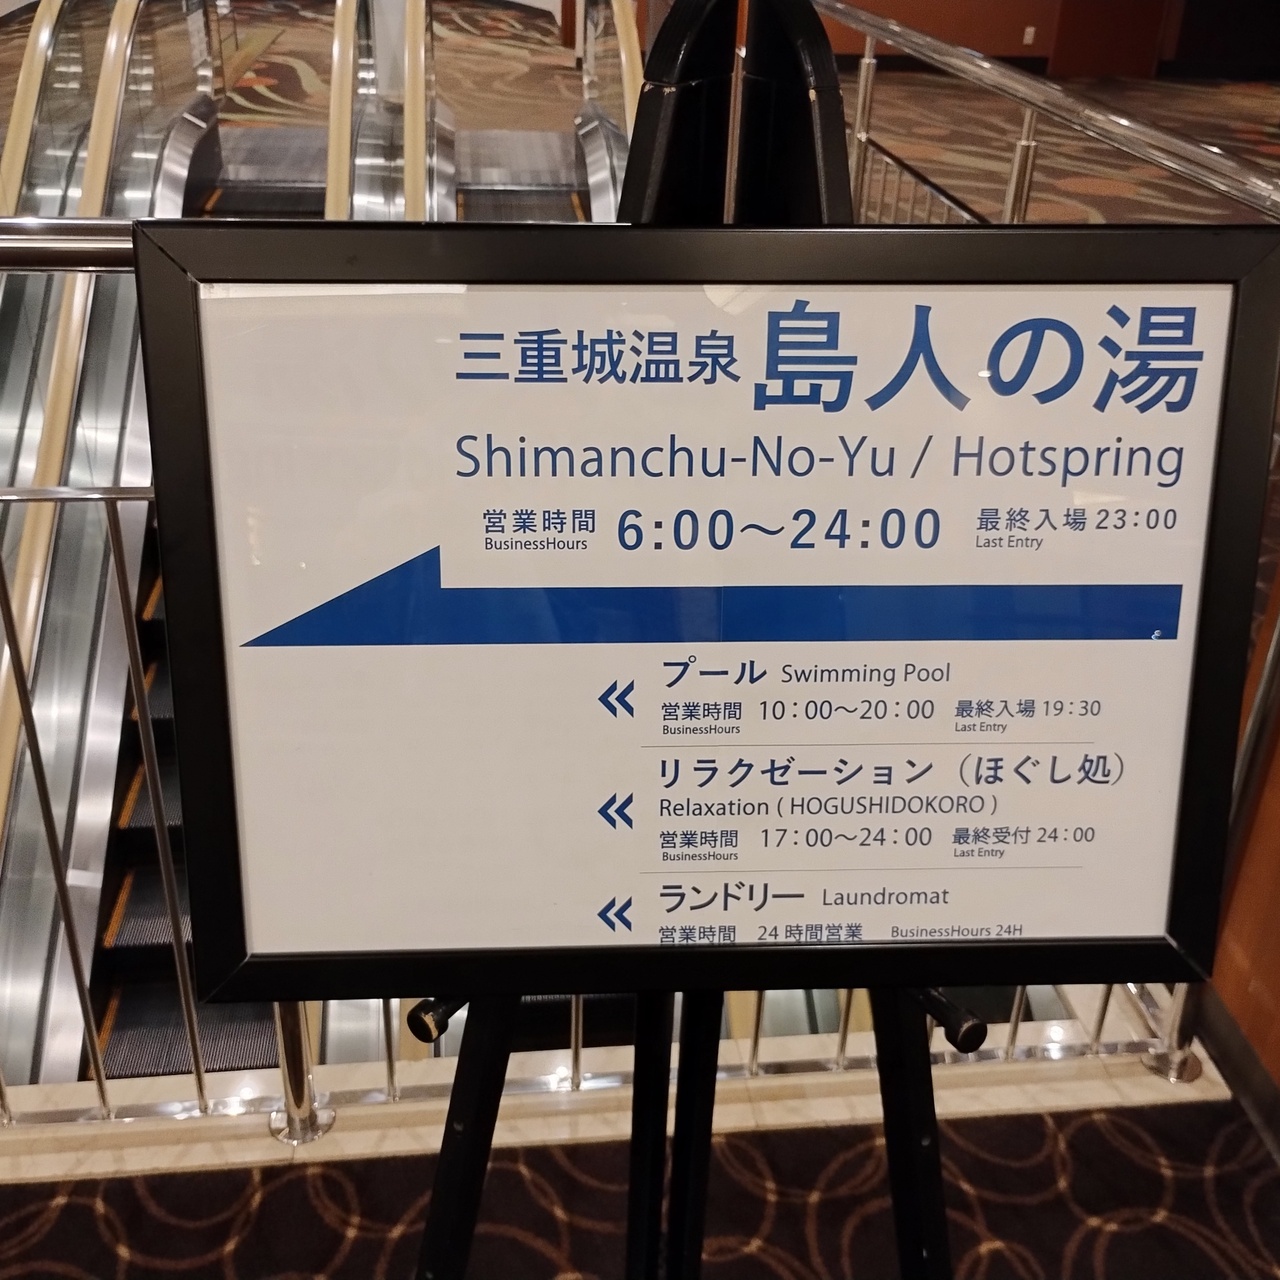 三重城温泉 島人の湯
Shimanchu-No-Yu / Hotspring
営業時間 6:00～24:00 最終入場 23:00
BusinessHours Last Entry
プール Swimming Pool
営業時間 10：00～20：00 最終入場 19：30
BusinessHours Last Entry
リラクゼーション（ほぐし処）
Relaxation ( HOGUSHIDOKORO )
営業時間 17：00～24：00 最終受付 24：00
BusinessHours Last Entry
ランドリー Laundromat
営業時間 24 時間営業 BusinessHours 24H